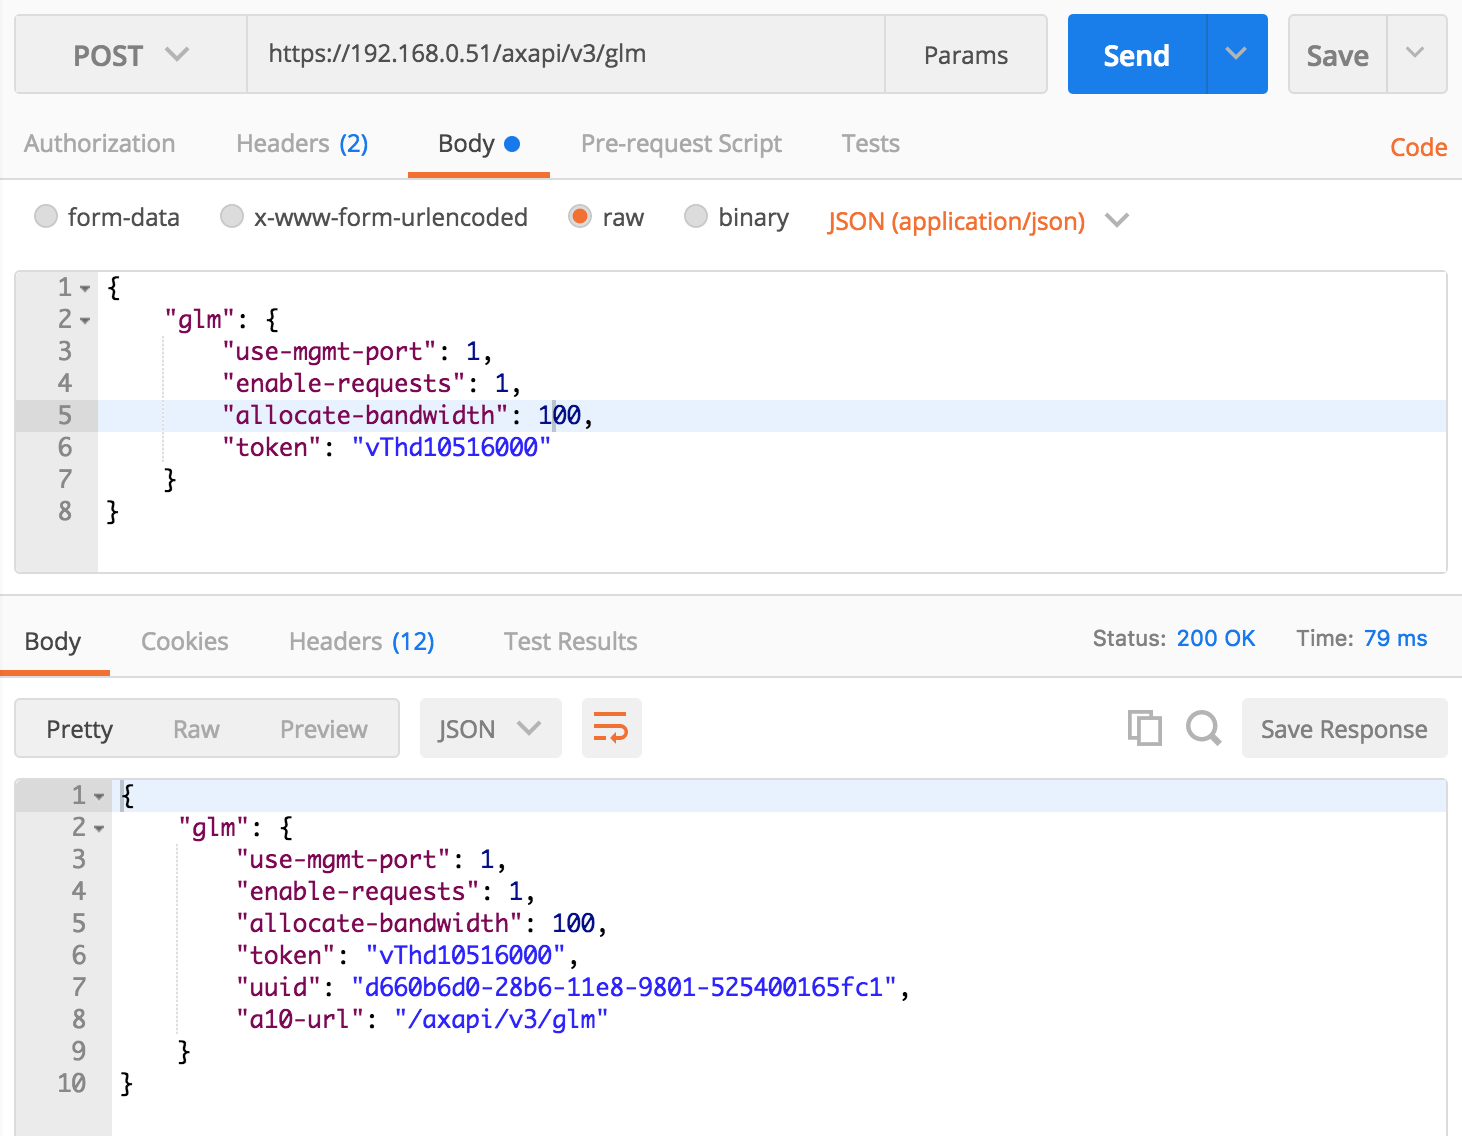 POST https://192.168.0.51/axapi/v3/glm Params Send Save
Authorization Headers (2) Body Pre-request Script Tests Code
form-data x-www-form-urlencoded raw binary JSON (application/json)
1 {
2 "glm": {
3 "use-mgmt-port": 1,
4 "enable-requests": 1,
5 "allocate-bandwidth": 100,
6 "token": "vThd10516000"
7 }
8 }
Body Cookies Headers (12) Test Results Status: 200 OK Time: 79 ms
Pretty Raw Preview JSON Save Response
1 {
2 "glm": {
3 "use-mgmt-port": 1,
4 "enable-requests": 1,
5 "allocate-bandwidth": 100,
6 "token": "vThd10516000",
7 "uuid": "d660b6d0-28b6-11e8-9801-525400165fc1",
8 "a10-url": "/axapi/v3/glm"
9 }
10 }